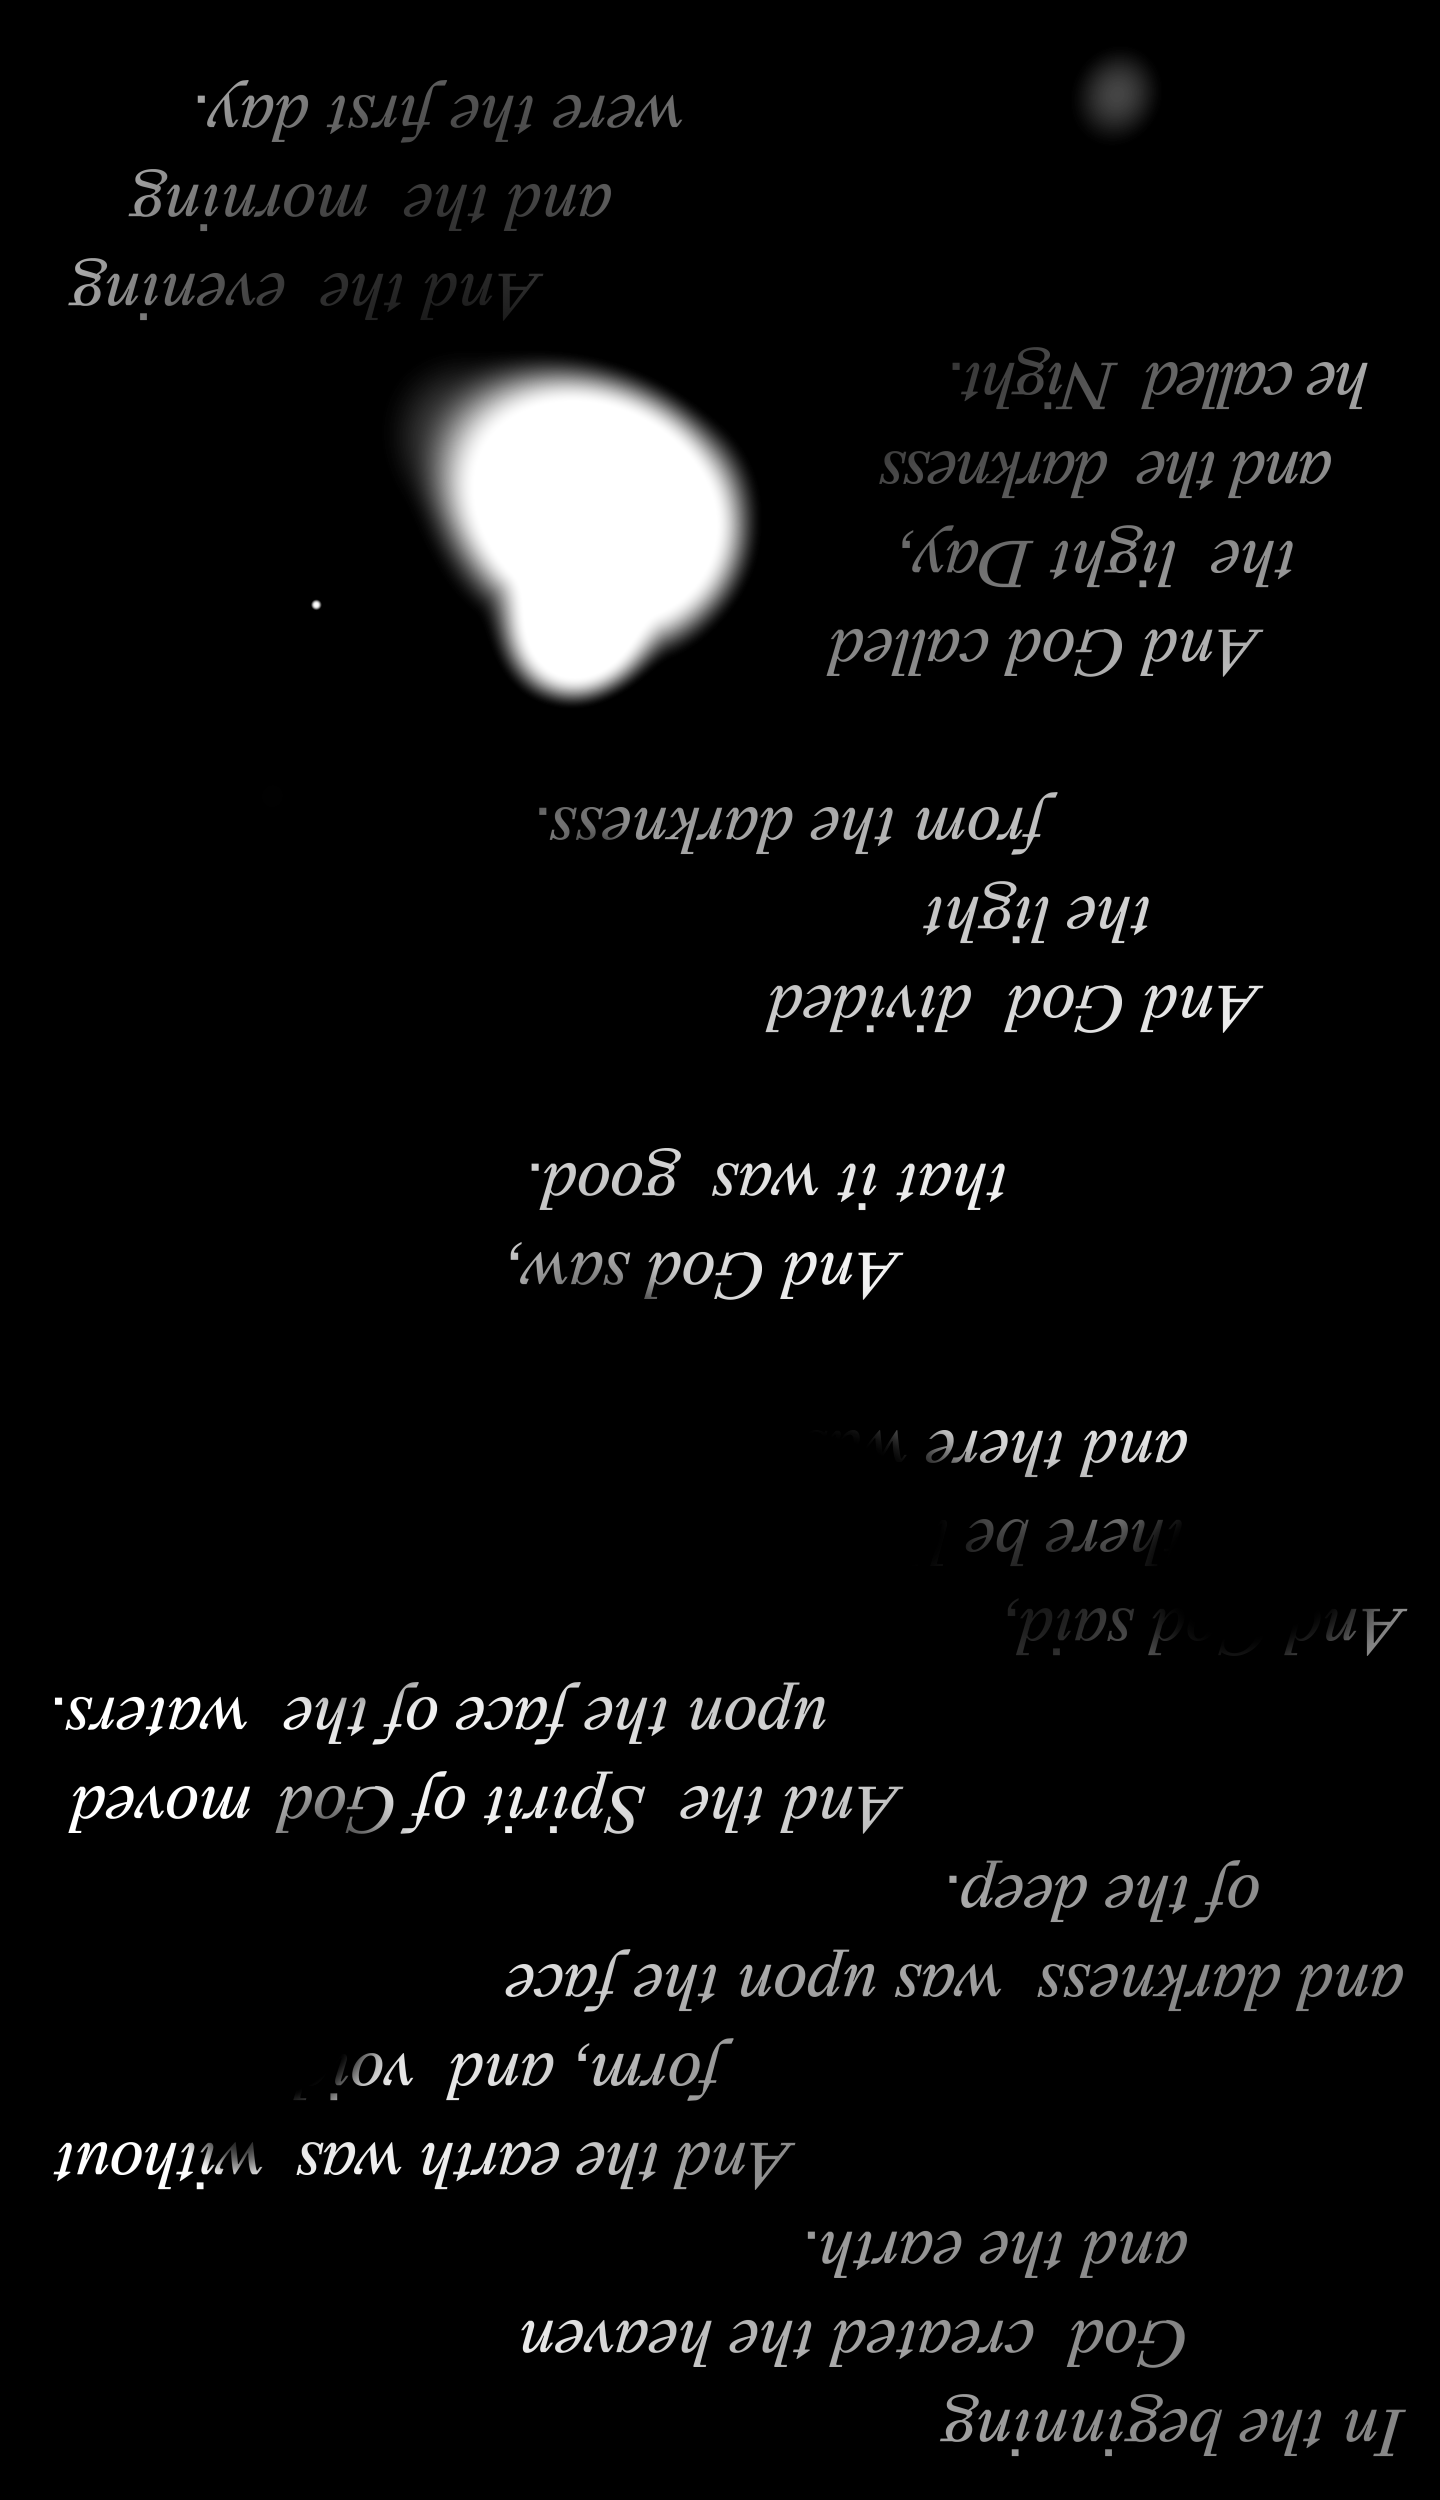 In the beginning
God created the heaven
and the earth.
And the earth was without
form, and
and darkness was upon the face
of the deep.
And the Spirit of God moved
upon the face of the waters.
And God said,
there be
and there
And God saw,
that it was good.
And God divided
the light
from the darkness.
And God called
the light Day,
and the darkness
he called Night.
And the evening
and the morning
were the first day.